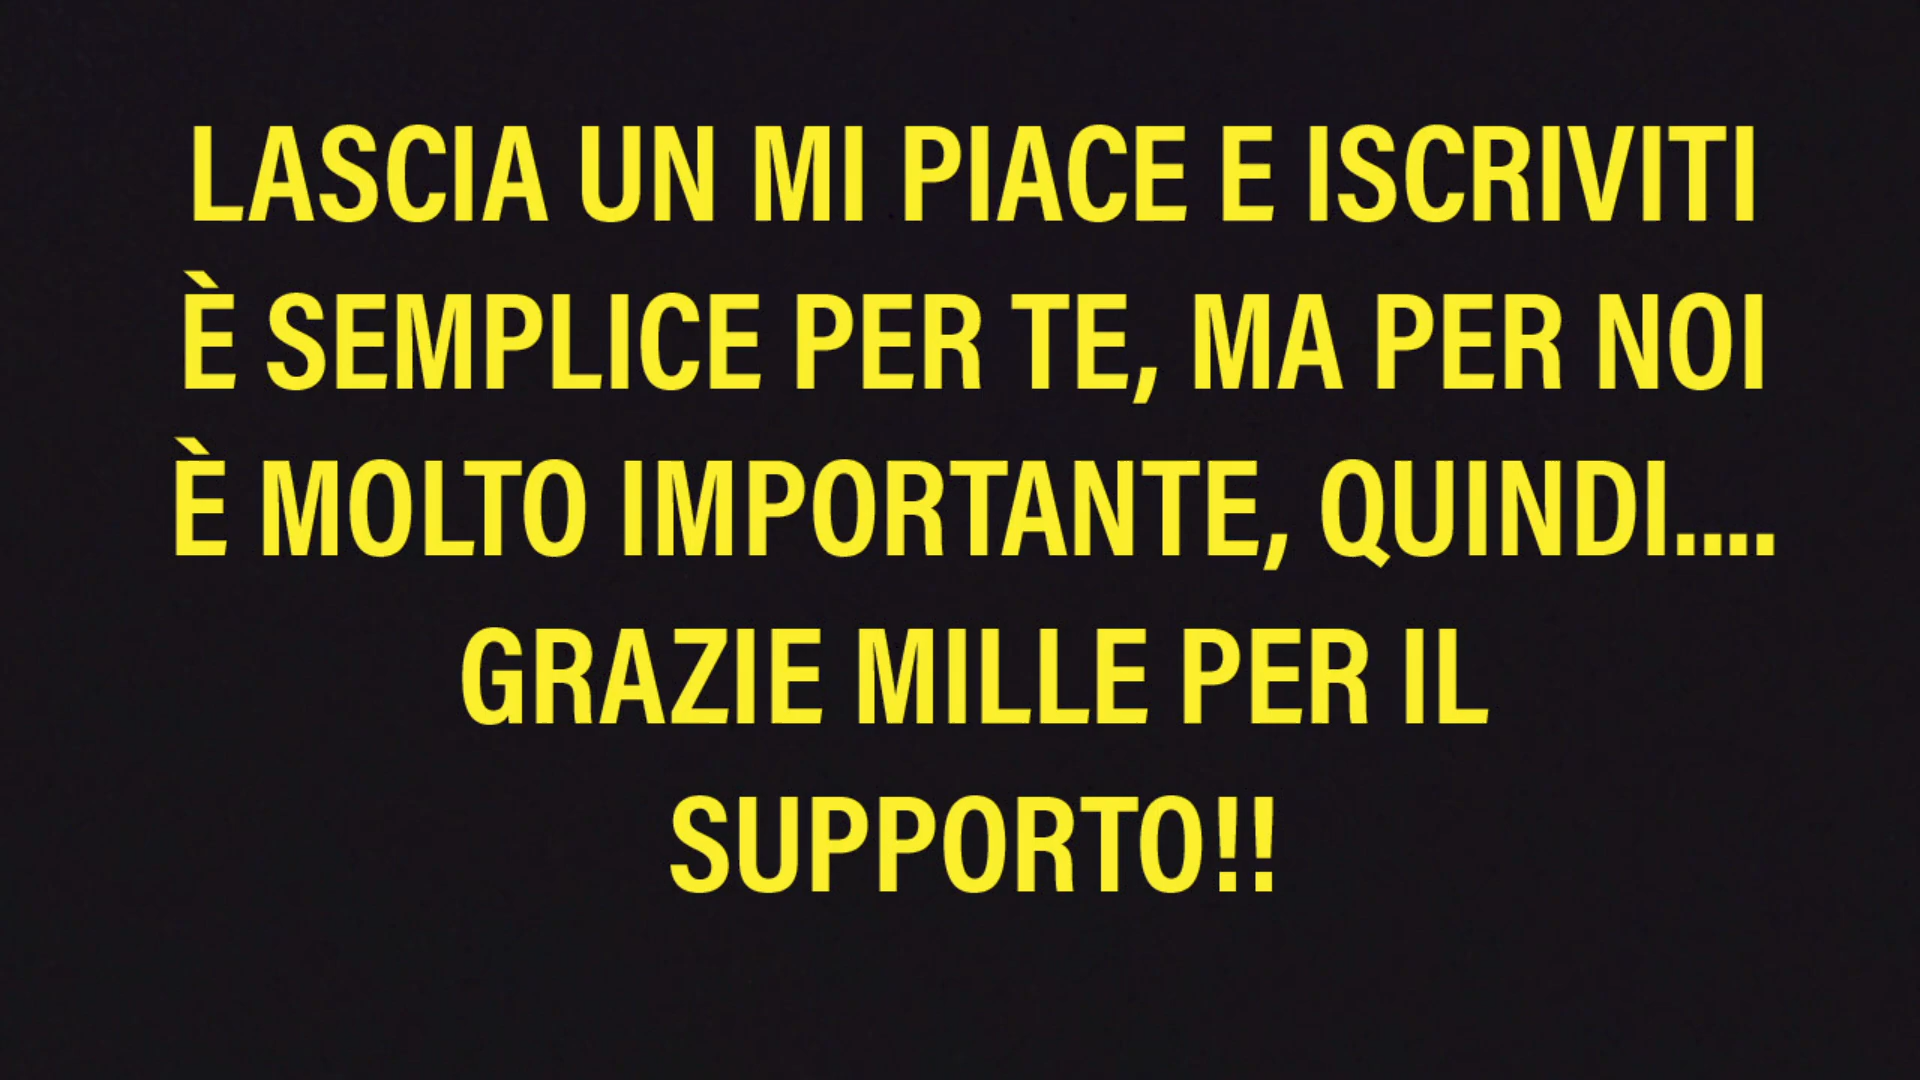 LASCIA UN MI PIACE E ISCRIVITI
È SEMPLICE PER TE, MA PER NOI
È MOLTO IMPORTANTE, QUINDI....
GRAZIE MILLE PER IL
SUPPORTO!!